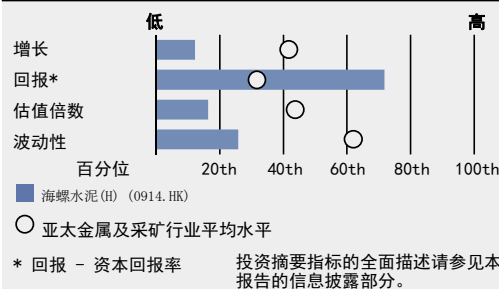 低 高
增长
回报*
估值倍数
波动性
百分位 20th 40th 60th 80th 100th
海螺水泥(H) (0914.HK)
亚太金属及采矿行业平均水平
* 回报 - 资本回报率 投资摘要指标的全面描述请参见本
报告的信息披露部分。